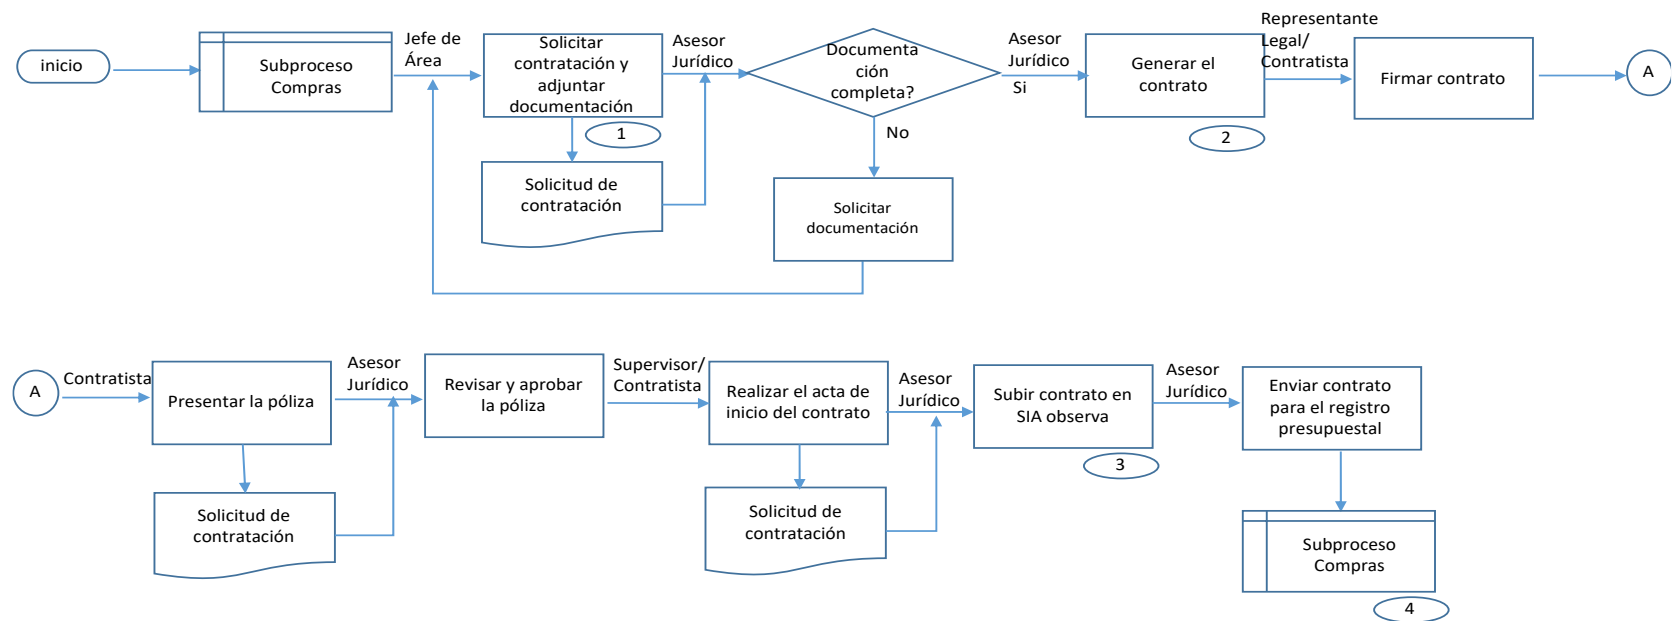 inicio
Subproceso
Compras
Jefe de
Área
Solicitar
contratación y
adjuntar
documentación
1
Solicitud de
contratación
Asesor
Jurídico
Documenta
ción
completa?
No
Solicitar
documentación
Asesor
Jurídico
Si
Generar el
contrato
2
Representante
Legal/
Contratista
Firmar contrato
A
A
Contratista
Presentar la póliza
Solicitud de
contratación
Asesor
Jurídico
Revisar y aprobar
la póliza
Supervisor/
Contratista
Realizar el acta de
inicio del contrato
Solicitud de
contratación
Asesor
Jurídico
Subir contrato en
SIA observa
3
Asesor
Jurídico
Enviar contrato
para el registro
presupuestal
Subproceso
Compras
4